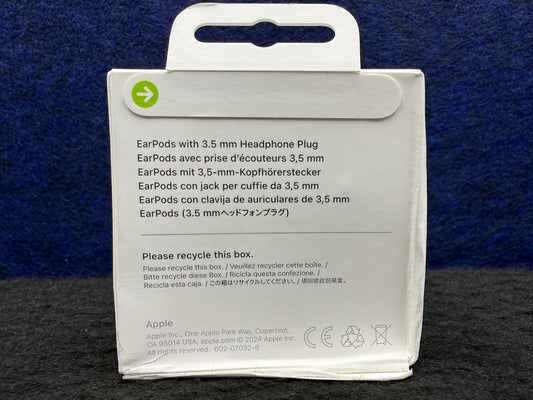 EarPods with 3.5 mm Headphone Plug
EarPods avec prise d'écouteurs 3,5 mm
EarPods mit 3,5-mm-Kopfhörerstecker
EarPods con jack per cuffie da 3,5 mm
EarPods con clavija de auriculares de 3,5 mm
EarPods (3.5 mmヘッドフォンプラグ)
Please recycle this box.
Please recycle this box. / Veuillez recycler cette boîte. /
Bitte recycle diese Box. / Ricicla questa confezione. /
Recicla esta caja. / この箱はリサイクルしてください。/ 请回收此包装盒。
Apple
Apple Inc., One Apple Park Way, Cupertino,
CA 95014 USA, apple.com © 2024 Apple Inc.
All rights reserved. 602-07092-B